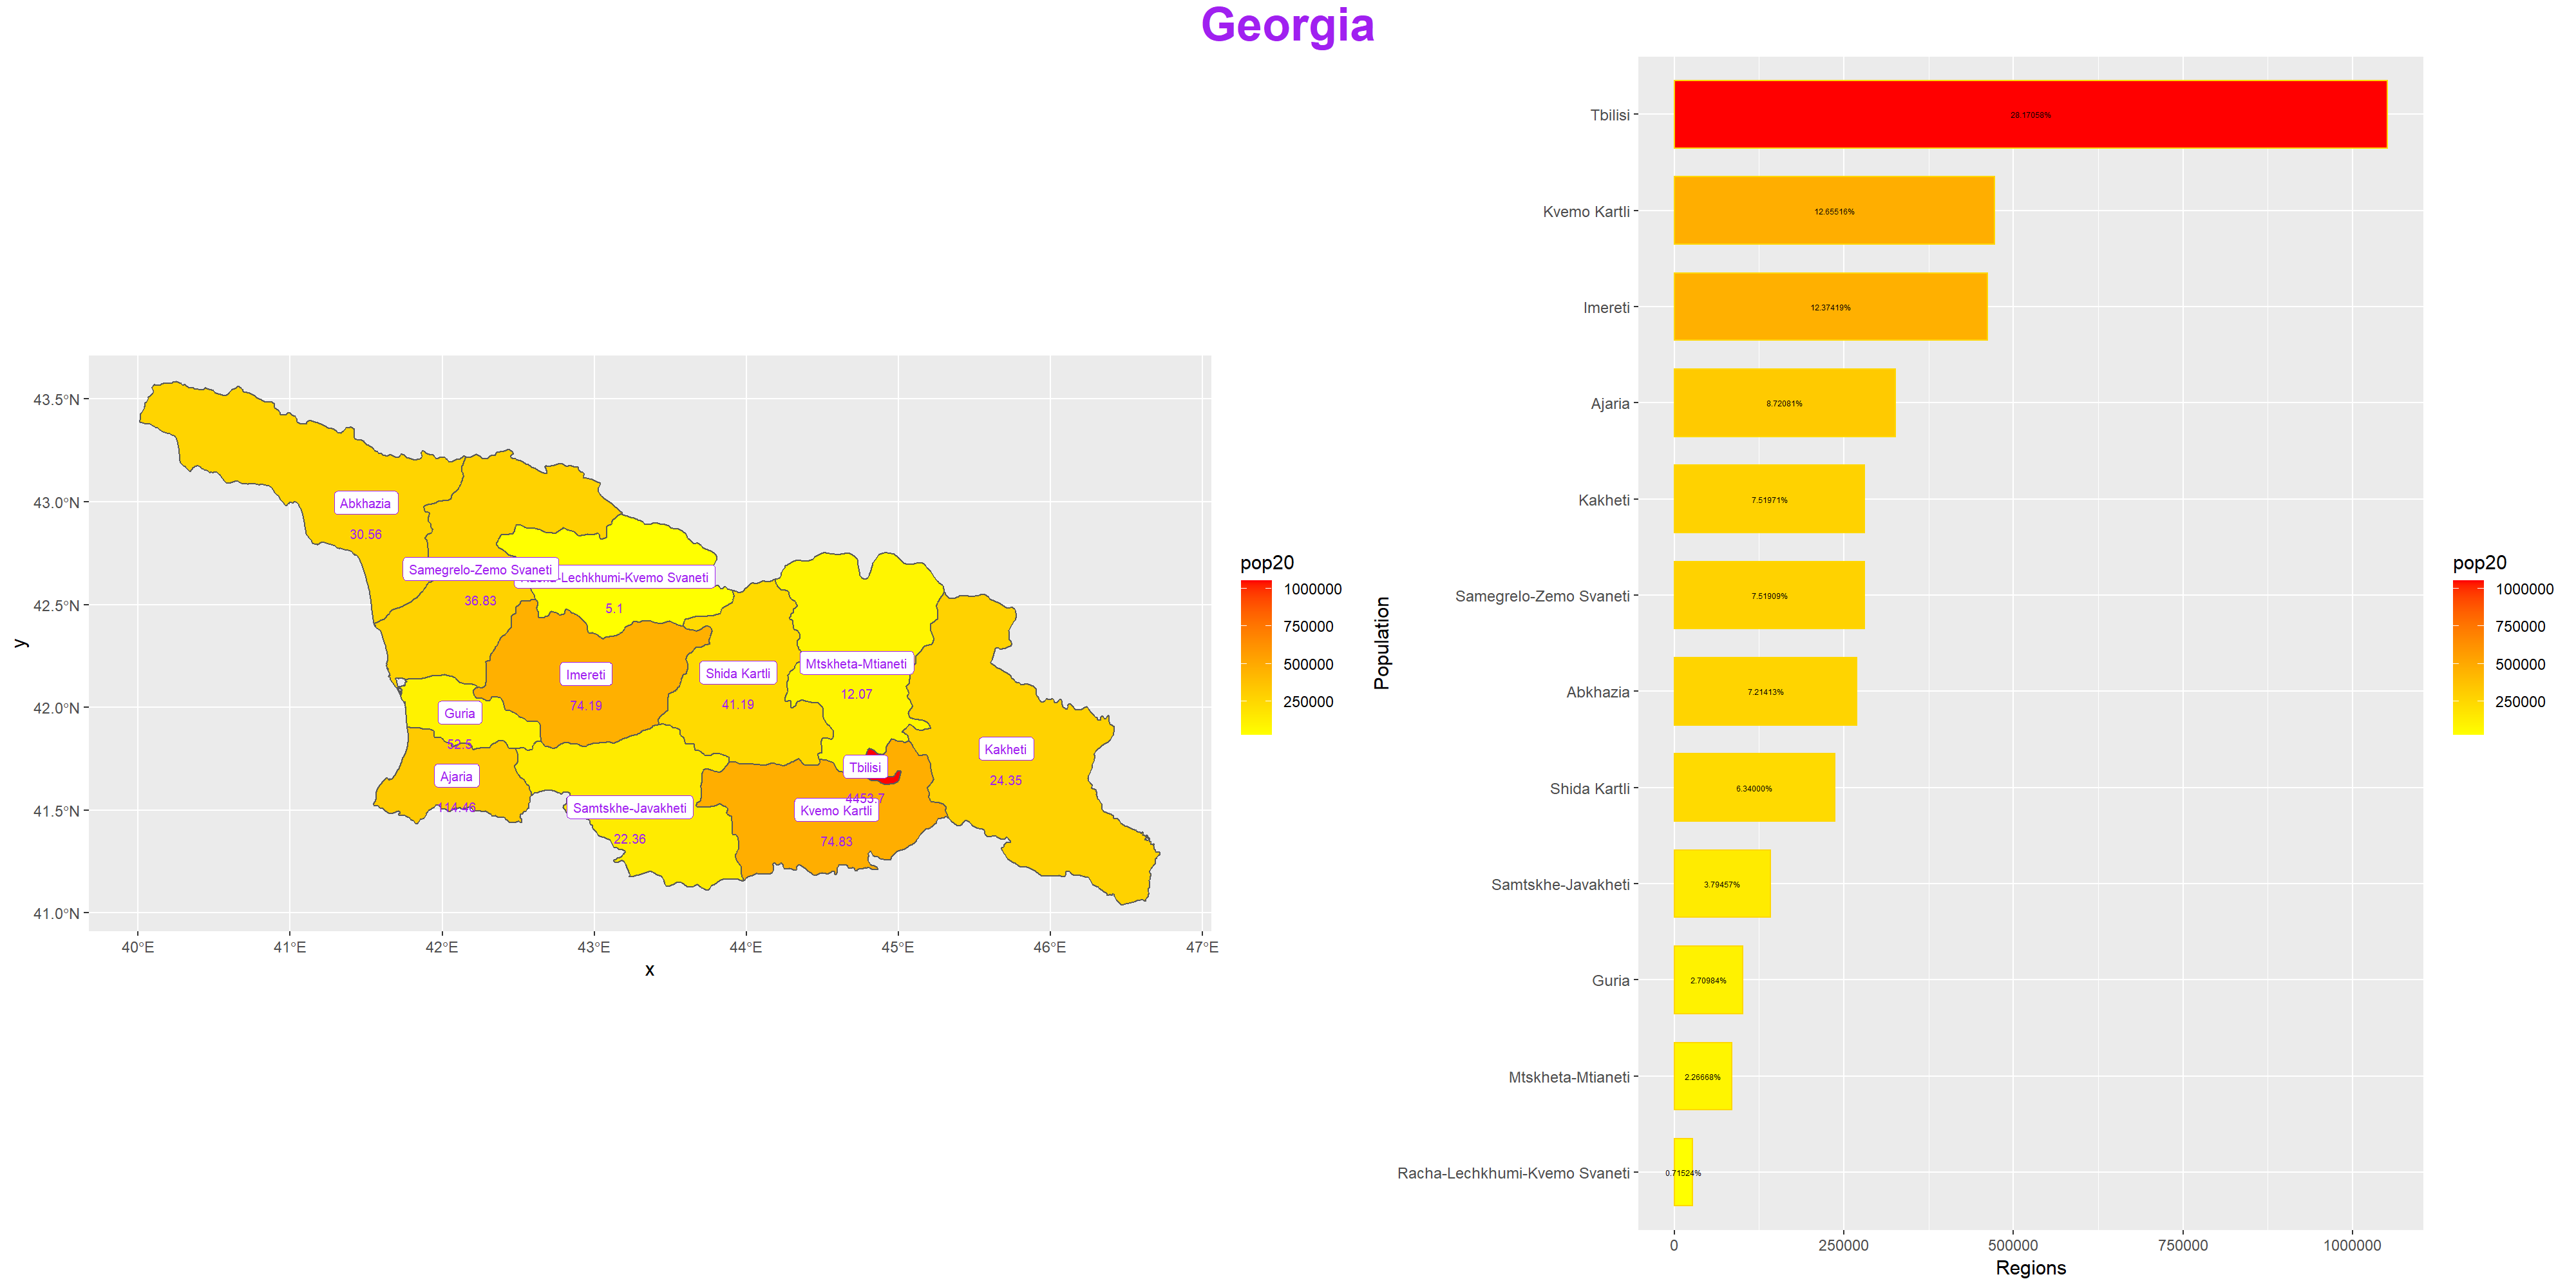 Georgia
43.5°N
43.0°N
42.5°N
42.0°N
41.5°N
41.0°N
y
40°E
41°E
42°E
43°E
44°E
45°E
46°E
47°E
x
Abkhazia
30.56
Samegrelo-Zemo Svaneti
36.83
-Lechkhumi-Kvemo Svaneti
5.1
Imereti
74.19
Shida Kartli
41.19
Mtskheta-Mtianeti
12.07
Guria
52.5
Ajaria
114.46
Samtskhe-Javakheti
22.36
Tbilisi
4453.7
Kvemo Kartli
74.83
Kakheti
24.35
pop20
1000000
750000
500000
250000
Population
Tbilisi
Kvemo Kartli
12.65516%
Imereti
12.37419%
Ajaria
8.72081%
Kakheti
7.51971%
Samegrelo-Zemo Svaneti
7.51909%
Abkhazia
7.21413%
Shida Kartli
6.34000%
Samtskhe-Javakheti
3.79457%
Guria
2.70984%
Mtskheta-Mtianeti
2.26668%
Racha-Lechkhumi-Kvemo Svaneti
0.71524%
0
250000
500000
750000
1000000
Regions
pop20
1000000
750000
500000
250000